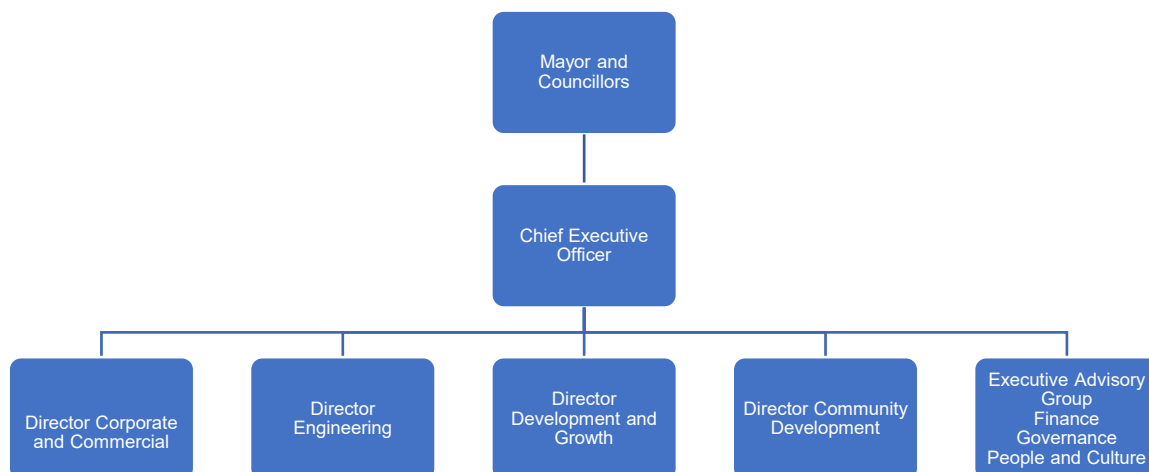 Mayor and
Councillors
Chief Executive
Officer
Director Corporate
and Commercial
Director
Engineering
Director
Development and
Growth
Director Community
Development
Executive Advisory
Group
Finance
Governance
People and Culture